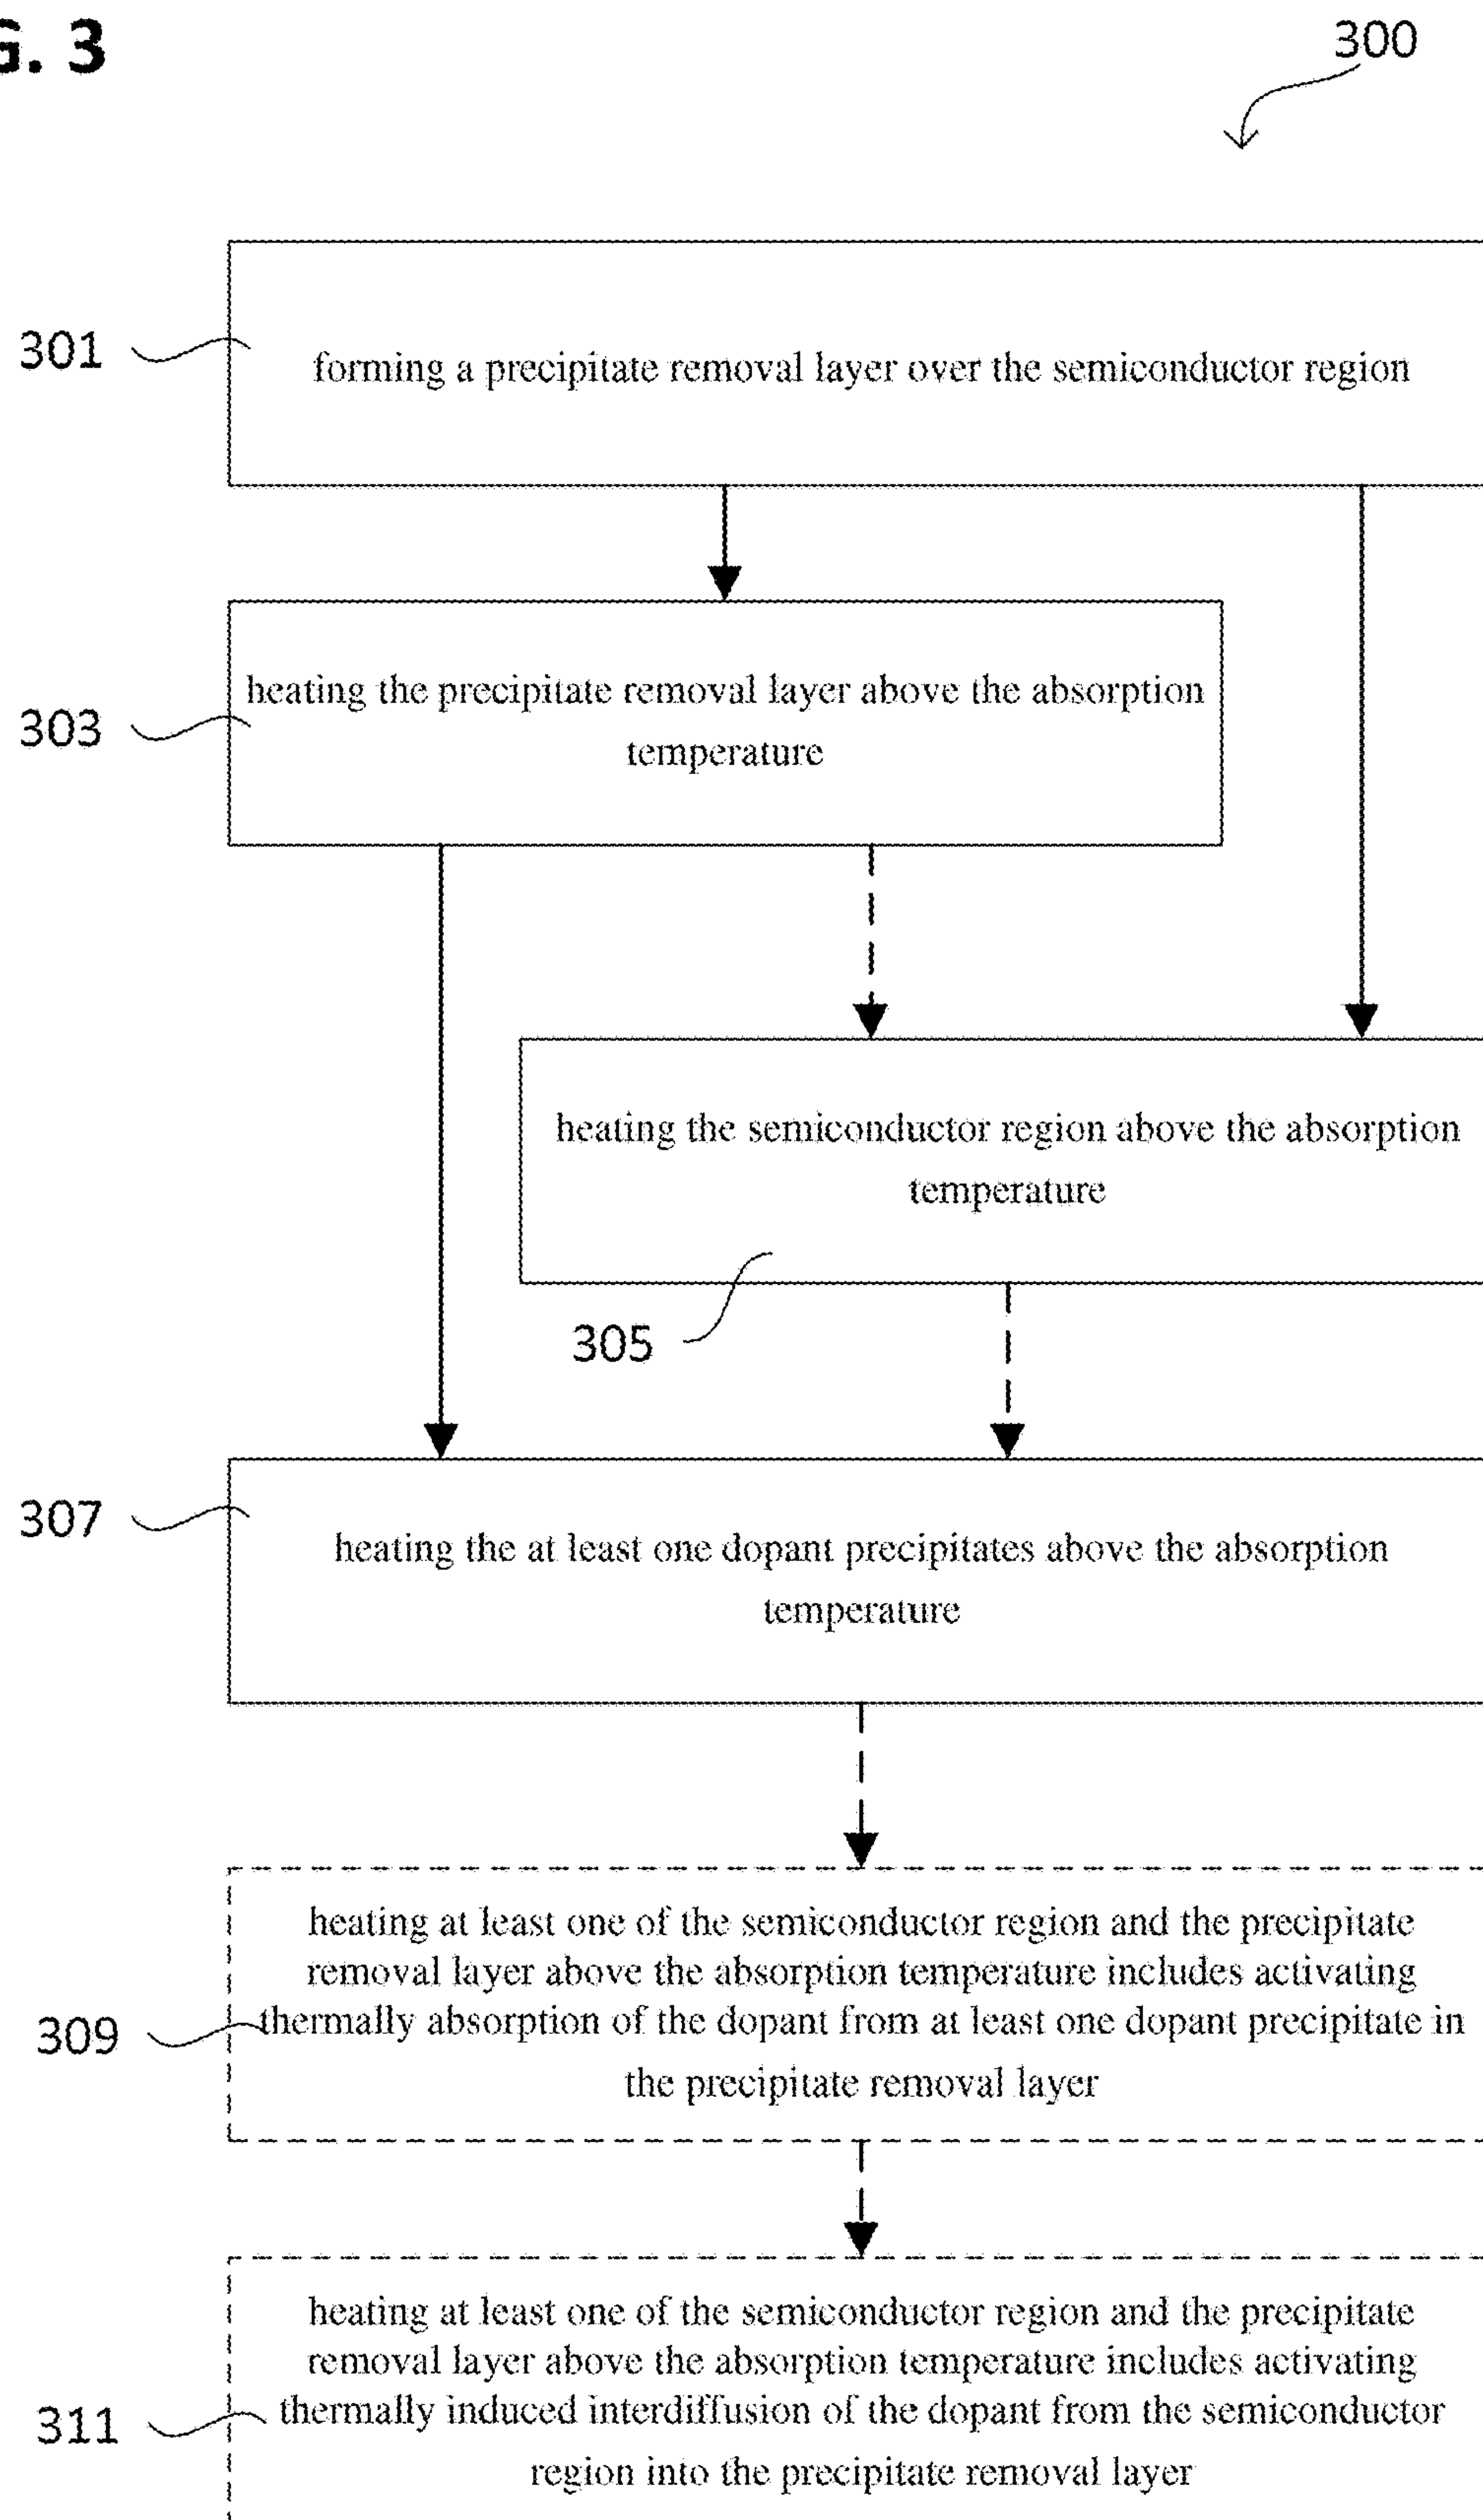 G. 3
300
301
forming a precipitate removal layer over the semiconductor region
303
heating the precipitate removal layer above the absorption
temperature
heating the semiconductor region above the absorption
temperature
305
307
heating the at least one dopant precipitates above the absorption
temperature
heating at least one of the semiconductor region and the precipitate
removal layer above the absorption temperature includes activating
309
thermally absorption of the dopant from at least one dopant precipitate in
the precipitate removal layer
heating at least one of the semiconductor region and the precipitate
removal layer above the absorption temperature includes activating
311
thermally induced interdiffusion of the dopant from the semiconductor
region into the precipitate removal layer